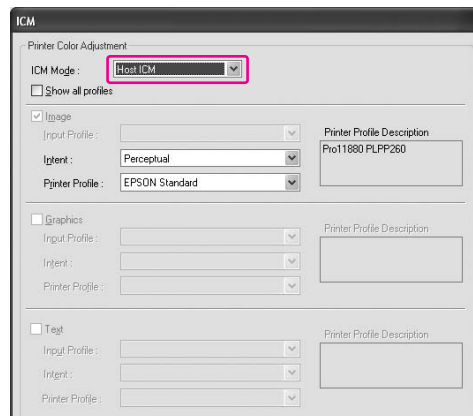 ICM
Printer Color Adjustment
ICM Mode : Host ICM
Show all profiles
Image
Input Profile :
Printer Profile Description
Intent : Perceptual
Pro11880 PLPP260
Printer Profile : EPSON Standard
Graphics
Input Profile :
Printer Profile Description
Intent :
Printer Profile :
Text
Input Profile :
Printer Profile Description
Intent :
Printer Profile :